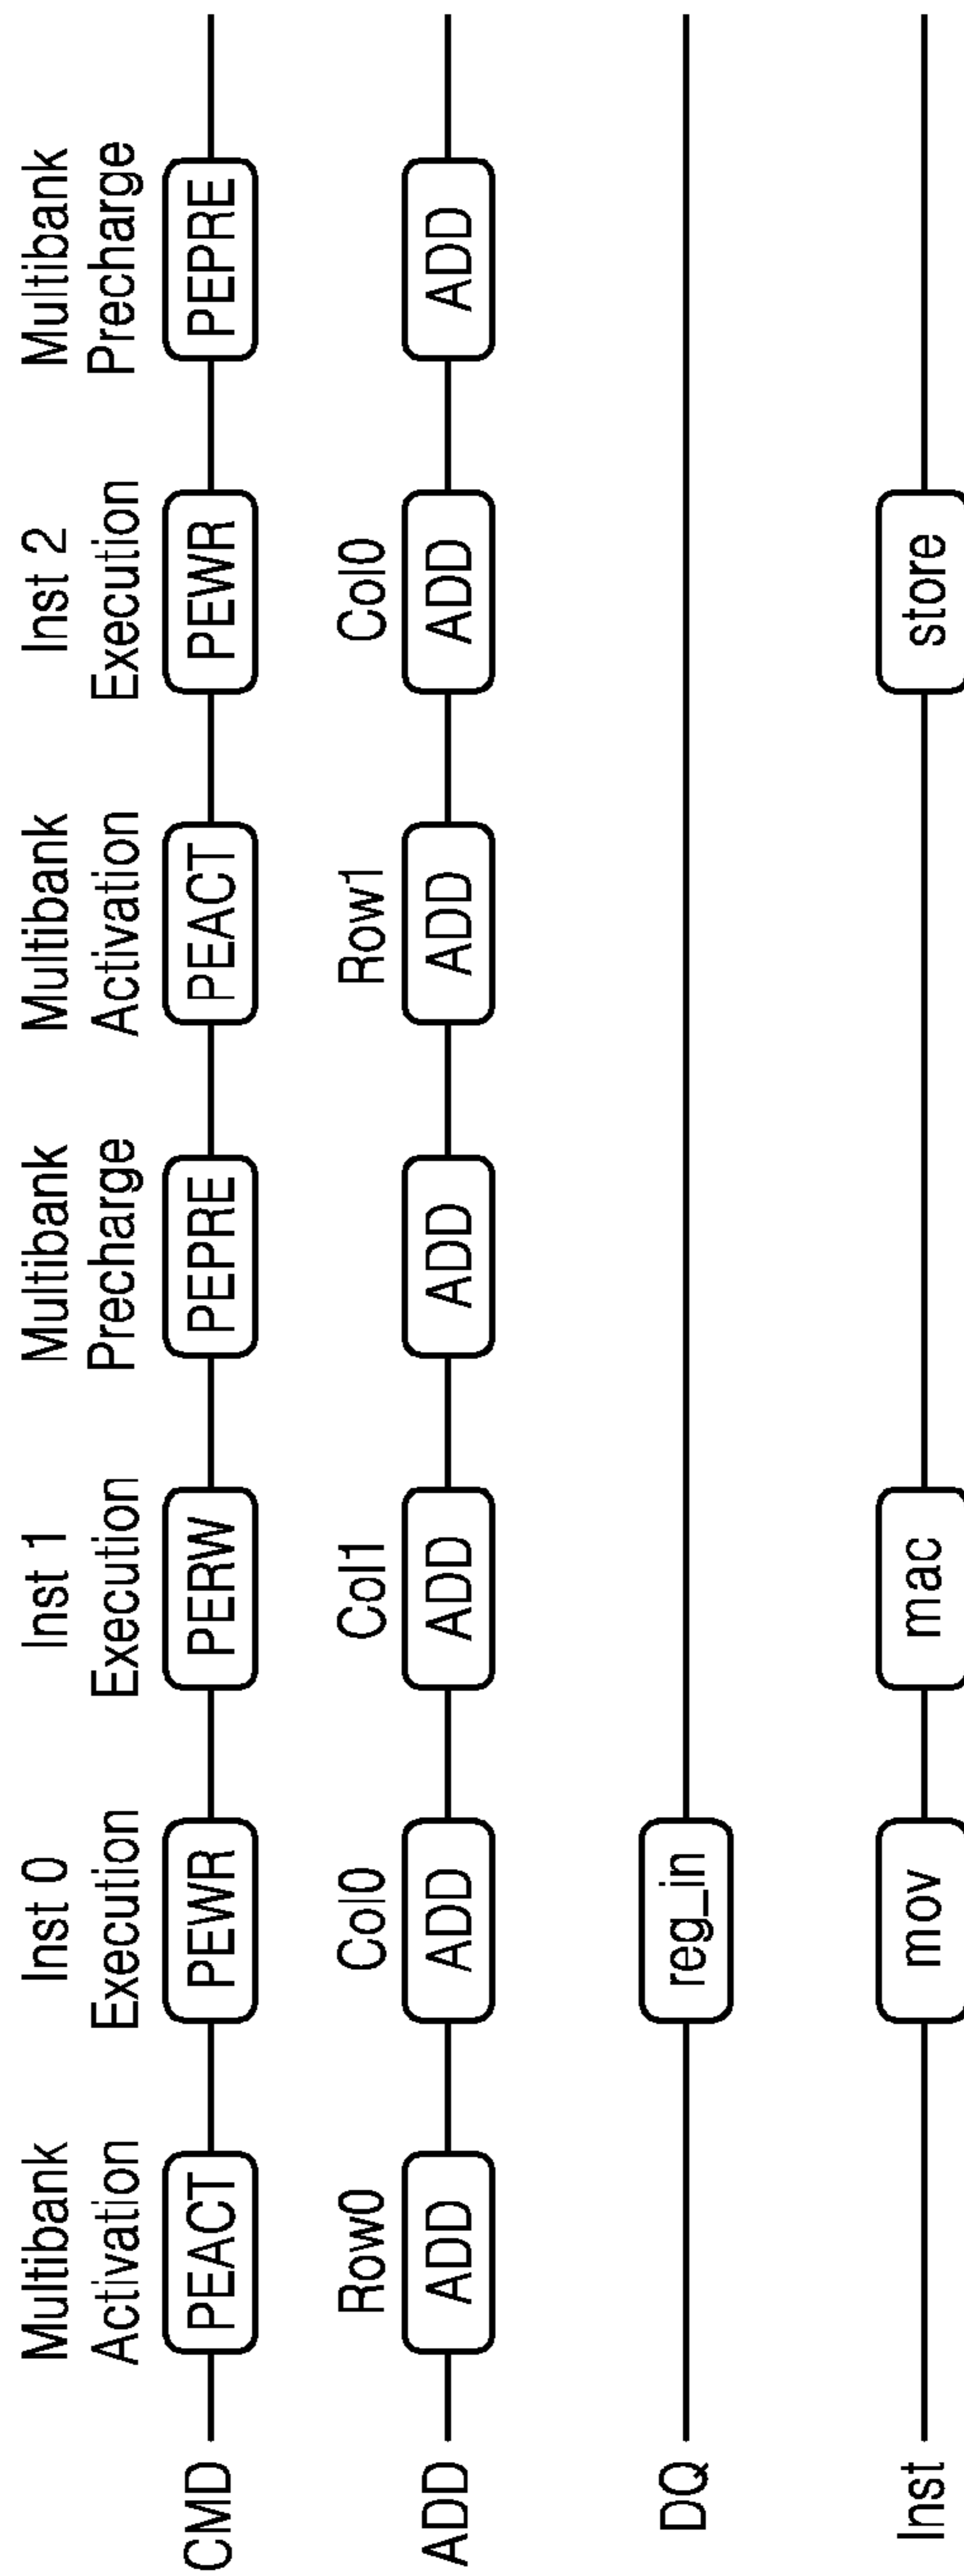 Multibank
Activation
Inst 0
Execution
Inst 1
Execution
Multibank
Precharge
Multibank
Activation
Inst 2
Execution
Multibank
Precharge
CMD PEACT PEWR PERW PEPRE PEACT PEWR PEPRE
Row0 Col0 Col1 Row1 Col0
ADD ADD ADD ADD ADD ADD ADD ADD
DQ reg_in
Inst mov mac store